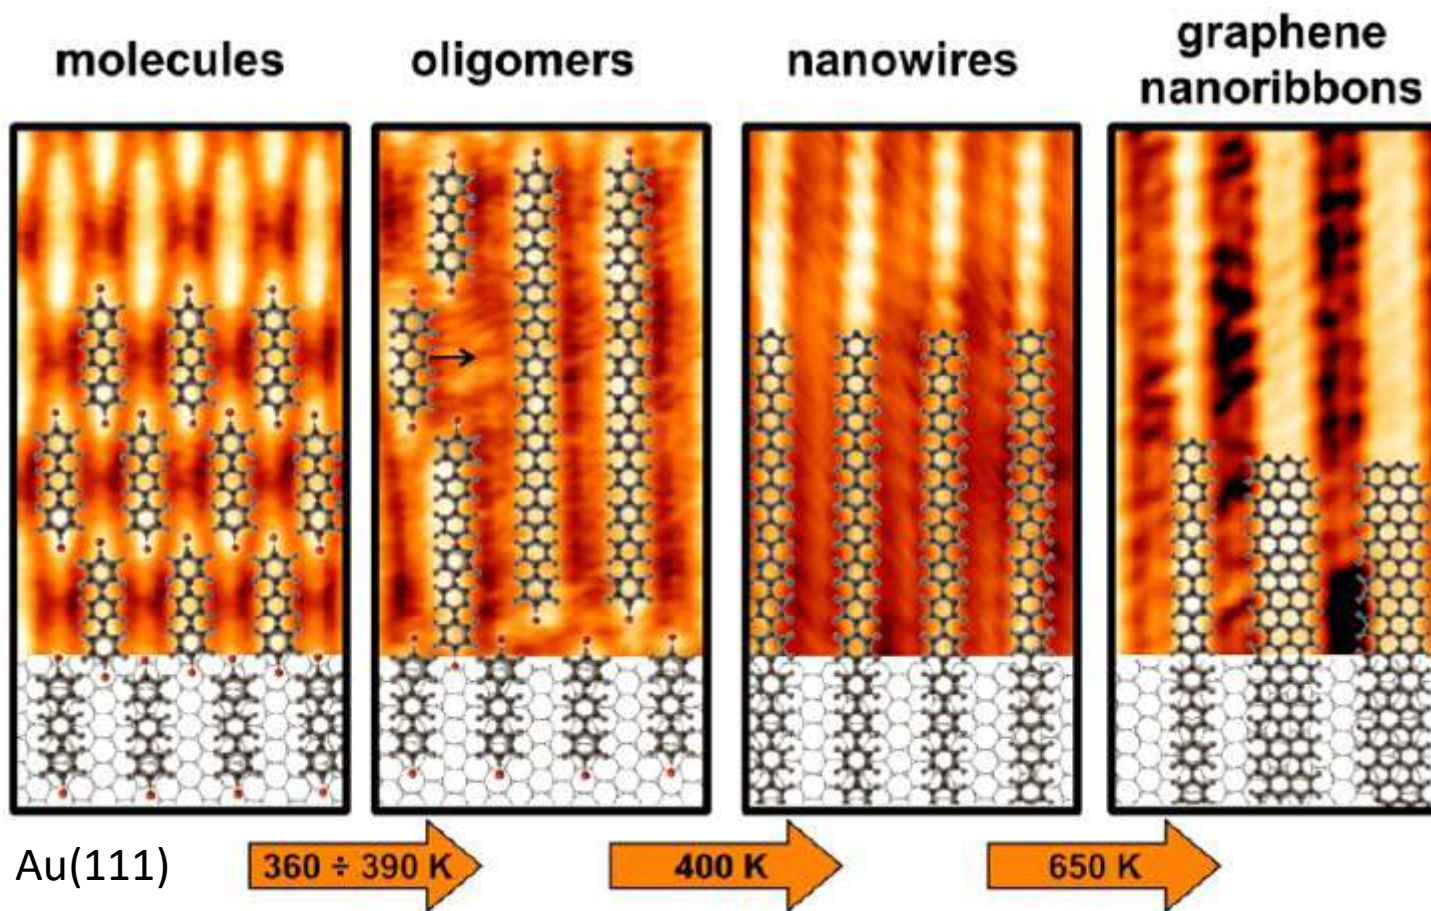 molecules
oligomers
nanowires
graphene
nanoribbons
Au(111)
360 ÷ 390 K
400 K
650 K